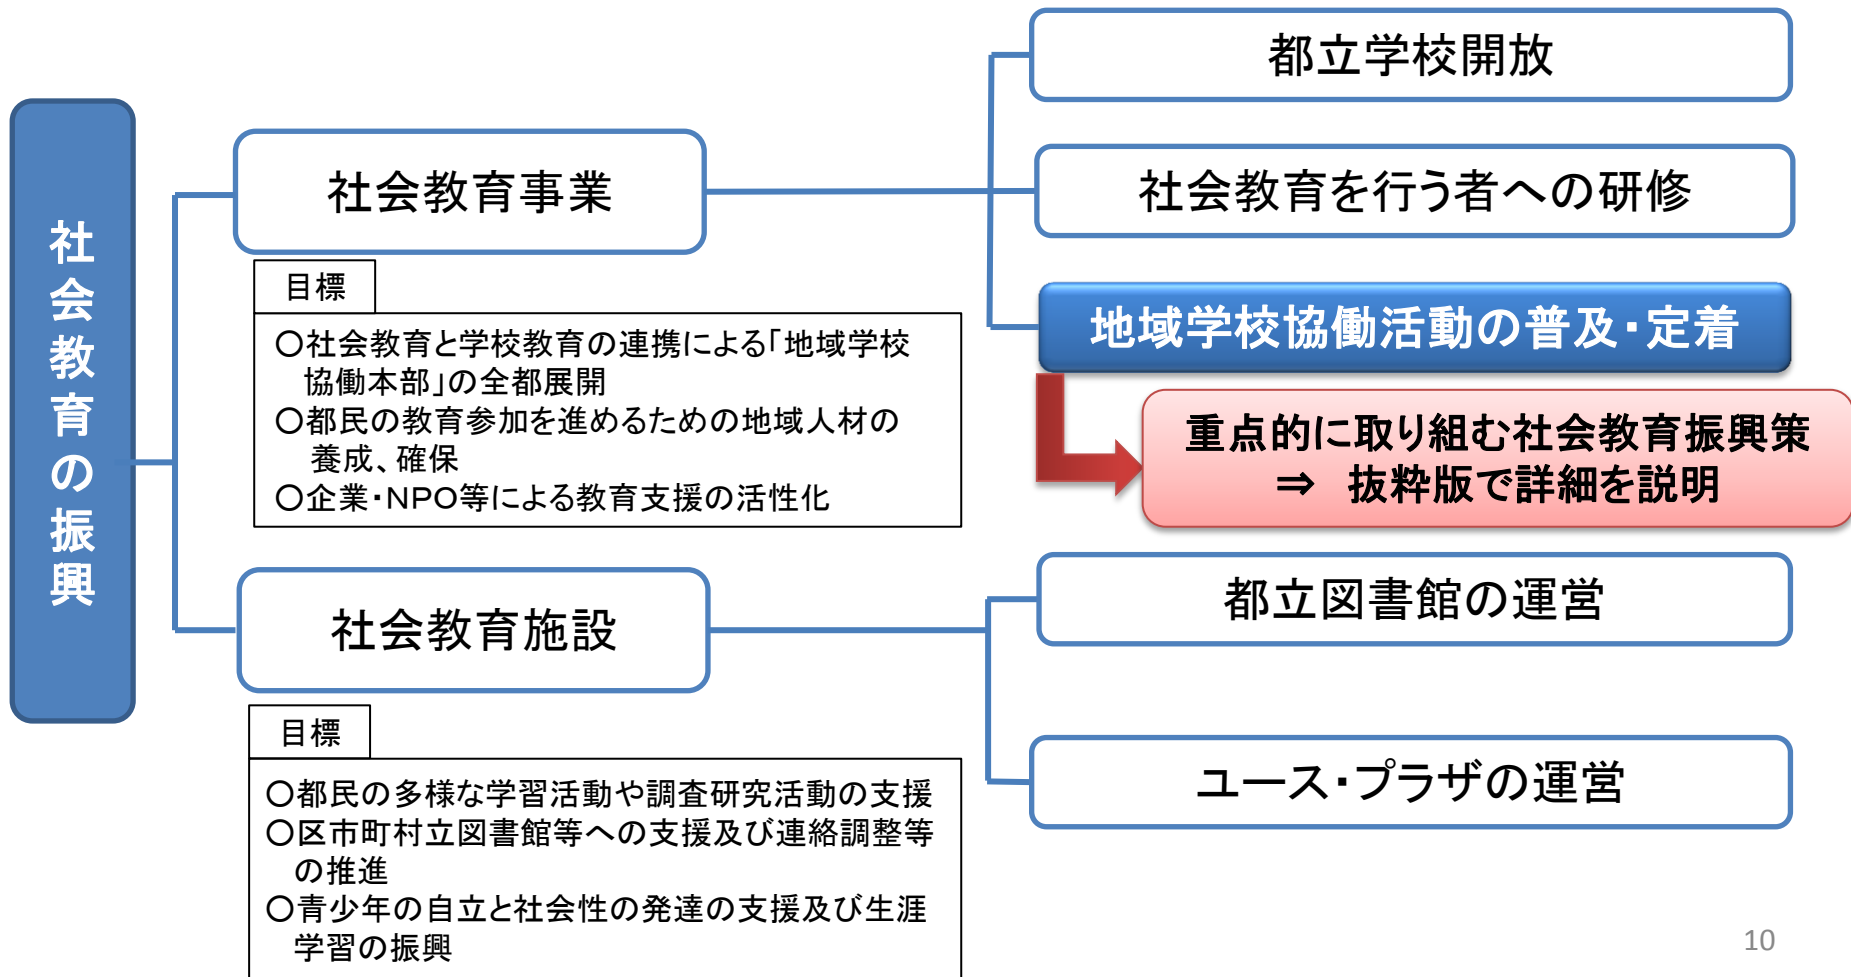 社会教育の振興
社会教育事業
目標
○社会教育と学校教育の連携による「地域学校
協働本部」の全都展開
○都民の教育参加を進めるための地域人材の
養成、確保
○企業・NPO等による教育支援の活性化
都立学校開放
社会教育を行う者への研修
地域学校協働活動の普及・定着
重点的に取り組む社会教育振興策
⇒ 抜粋版で詳細を説明
社会教育施設
目標
○都民の多様な学習活動や調査研究活動の支援
○区市町村立図書館等への支援及び連絡調整等
の推進
○青少年の自立と社会性の発達の支援及び生涯
学習の振興
都立図書館の運営
ユース・プラザの運営
10